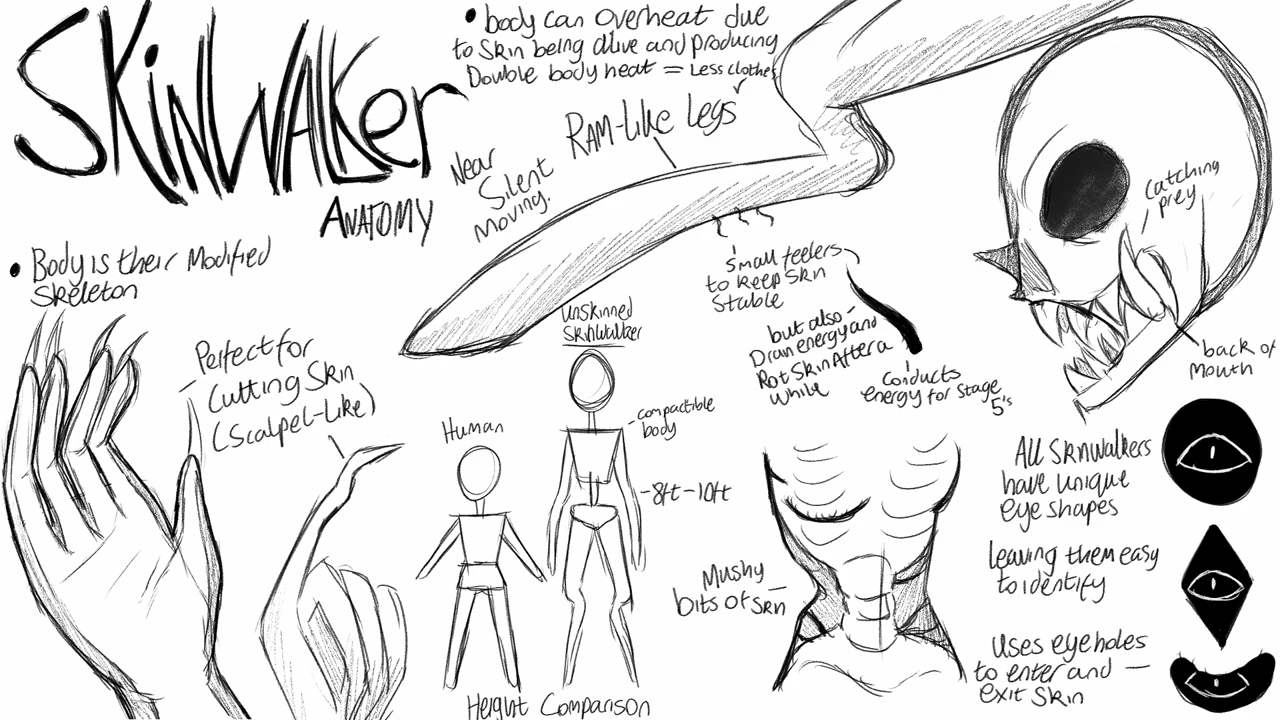 SkinWALKer
ANATOMY
• body can overheat due
to Skin being alive and producing
Double body heat = Less clothes
RAM-like legs
Near
Silent
moving.
• Body is their Modified
Skeleton
Perfect for
Cutting Skin
(Scalpel-Like)
small feelers
to keep Skin
Stable
but also -
Drain energy and
Rot Skin After a
while
Conducts
energy for Stage
5's
catching
prey
back of
Mouth
Unskinned
Skinwalker
compactible
body
Human
-8ft-10ft
Height Comparison
Mushy
bits of Skin
All Skinwalkers
have unique
eye shapes
leaving them easy
to identify
Uses eye holes
to enter and
exit Skin